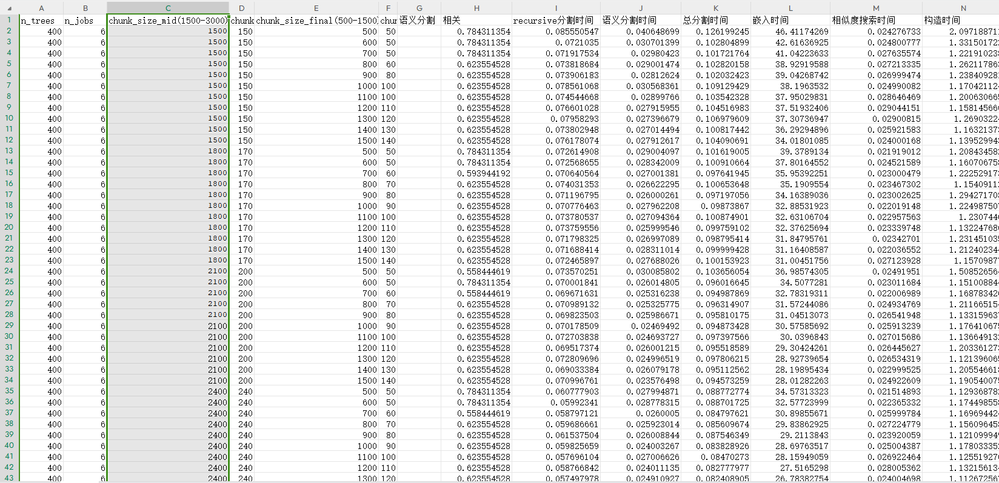 A B C D E F G H I J K L M N
1 n_trees n_jobs chunk_size_mid(1500-3000) chunk chunk_size_final(500-1500) chur 语义分割 相关 recursive分割时间 语义分割时间 总分割时间 嵌入时间 相似度搜索时间 构造时间
2 400 6 1500 150 500 50 0.784311354 0.085550547 0.040648699 0.126199245 46.41174269 0.024276733 2.09718871
3 400 6 1500 150 600 50 0.784311354 0.0721035 0.030701399 0.102804899 42.61636925 0.024800777 1.331501722
4 400 6 1500 150 700 50 0.784311354 0.071917534 0.02980423 0.101721764 41.04223633 0.027635574 1.221910238
5 400 6 1500 150 800 60 0.623554528 0.073818684 0.029001474 0.102820158 38.92919588 0.027213335 1.262117863
6 400 6 1500 150 900 80 0.623554528 0.073906183 0.02812624 0.102032423 39.04268742 0.026999474 1.238409281
7 400 6 1500 150 1000 100 0.623554528 0.078561068 0.030568361 0.109129429 38.1963532 0.024990082 1.170421124
8 400 6 1500 150 1100 100 0.623554528 0.074544668 0.02899766 0.103542328 37.95029831 0.028646469 1.200630665
9 400 6 1500 150 1200 110 0.623554528 0.076601028 0.027915955 0.104516983 37.51932406 0.029044151 1.158145666
10 400 6 1500 150 1300 120 0.623554528 0.07958293 0.027396679 0.106979609 37.30736947 0.02900815 1.26903224
11 400 6 1500 150 1400 130 0.623554528 0.073802948 0.027014494 0.100817442 36.29294896 0.025921583 1.16321373
12 400 6 1500 150 1500 140 0.623554528 0.076178074 0.027912617 0.104090691 34.01801085 0.024000168 1.139529943
13 400 6 1800 170 500 50 0.784311354 0.072614908 0.029004097 0.101619005 39.3789134 0.021919012 1.208434583
14 400 6 1800 170 600 50 0.784311354 0.072568655 0.028342009 0.100910664 37.80164552 0.024521589 1.160706758
15 400 6 1800 170 700 60 0.593944192 0.070640564 0.027001381 0.097641945 35.95392251 0.023000479 1.222529173
16 400 6 1800 170 800 70 0.623554528 0.074031353 0.026622295 0.100653648 35.1909554 0.023467302 1.15409112
17 400 6 1800 170 900 80 0.623554528 0.071196795 0.026000261 0.097197056 34.16389036 0.023002625 1.294271708
18 400 6 1800 170 1000 90 0.623554528 0.070776463 0.027962208 0.09873867 32.88531923 0.022019148 1.224987507
19 400 6 1800 170 1100 100 0.623554528 0.073780537 0.027094364 0.100874901 32.63106704 0.022957563 1.2307446
20 400 6 1800 170 1200 110 0.623554528 0.073759556 0.025999546 0.099759102 32.37625694 0.023339748 1.132247686
21 400 6 1800 170 1300 120 0.623554528 0.071798325 0.026997089 0.098795414 31.84795761 0.02342701 1.231451035
22 400 6 1800 170 1400 130 0.623554528 0.071688414 0.028311014 0.099999428 31.16408587 0.022036552 1.212402344
23 400 6 1800 170 1500 140 0.623554528 0.072465897 0.027688026 0.100153923 31.00451756 0.027123928 1.15709877
24 400 6 2100 200 500 50 0.558444619 0.073570251 0.030085802 0.103656054 36.98574305 0.02491951 1.508526564
25 400 6 2100 200 600 50 0.784311354 0.070001841 0.026014805 0.096016645 34.5077281 0.023011684 1.151008844
26 400 6 2100 200 700 60 0.558444619 0.069671631 0.025316238 0.094987869 32.78319311 0.022006989 1.168783426
27 400 6 2100 200 800 70 0.623554528 0.070989132 0.025325775 0.096314907 31.57244086 0.024934769 1.211665154
28 400 6 2100 200 900 80 0.623554528 0.069823503 0.025986671 0.095810175 31.04513073 0.026541948 1.133159637
29 400 6 2100 200 1000 90 0.623554528 0.070178509 0.02469492 0.094873428 30.57585692 0.025913239 1.176410675
30 400 6 2100 200 1100 100 0.623554528 0.072703838 0.024693727 0.097397566 30.0396843 0.027015686 1.136649132
31 400 6 2100 200 1200 110 0.623554528 0.069517374 0.026001215 0.095518589 29.30424261 0.026445627 1.203361273
32 400 6 2100 200 1300 120 0.623554528 0.072809696 0.024996519 0.097806215 28.92739654 0.026534319 1.121396065
33 400 6 2100 200 1400 130 0.623554528 0.069033384 0.026079178 0.095112562 28.19895434 0.022999525 1.205546618
34 400 6 2100 200 1500 140 0.623554528 0.070996761 0.023576498 0.094573259 28.01282263 0.024922609 1.190540075
35 400 6 2400 240 500 50 0.784311354 0.060777903 0.027994871 0.088772774 34.57313323 0.021514893 1.129368782
36 400 6 2400 240 600 50 0.784311354 0.05992341 0.028778315 0.088701725 32.57723999 0.022365332 1.174498558
37 400 6 2400 240 700 60 0.558444619 0.058797121 0.0260005 0.084797621 30.89855671 0.025999784 1.169694424
38 400 6 2400 240 800 70 0.623554528 0.059686661 0.025923014 0.085609674 29.83862925 0.027224779 1.156096458
39 400 6 2400 240 900 80 0.623554528 0.061537504 0.026008844 0.087546349 29.2113843 0.023920059 1.121099949
40 400 6 2400 240 1000 90 0.623554528 0.059825659 0.024003267 0.083828926 28.69763517 0.025004387 1.178033352
41 400 6 2400 240 1100 100 0.623554528 0.057696104 0.027006626 0.08470273 28.15949059 0.026922464 1.125519276
42 400 6 2400 240 1200 110 0.623554528 0.058766842 0.024011135 0.082777977 27.5165298 0.028005362 1.132156134
43 400 6 2400 240 1300 120 0.623554528 0.057497978 0.024910927 0.082408905 26.78382754 0.024004698 1.112672567